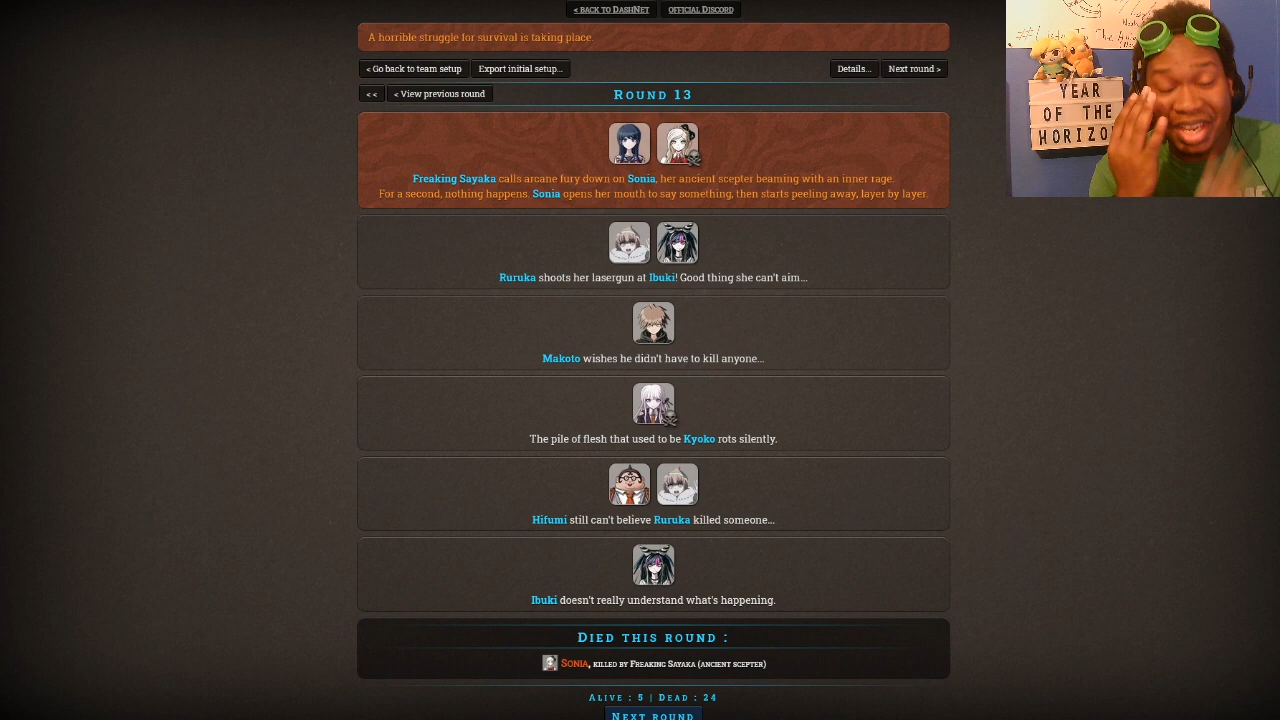 < Back to DashNet
Official Discord
A horrible struggle for survival is taking place.
< Go back to team setup
Export initial setup...
Details...
Next round >
< <
< View previous round
Round 13
Freaking Sayaka calls arcane fury down on Sonia, her ancient scepter beaming with an inner rage.
For a second, nothing happens. Sonia opens her mouth to say something, then starts peeling away, layer by layer.
Ruruka shoots her lasergun at Ibuki! Good thing she can't aim...
Makoto wishes he didn't have to kill anyone...
The pile of flesh that used to be Kyoko rots silently.
Hifumi still can't believe Ruruka killed someone...
Ibuki doesn't really understand what's happening.
Died this round :
Sonia, killed by Freaking Sayaka (ancient scepter)
Alive : 5 | Dead : 24
Next round
YEAR
OF THE
HORIZO